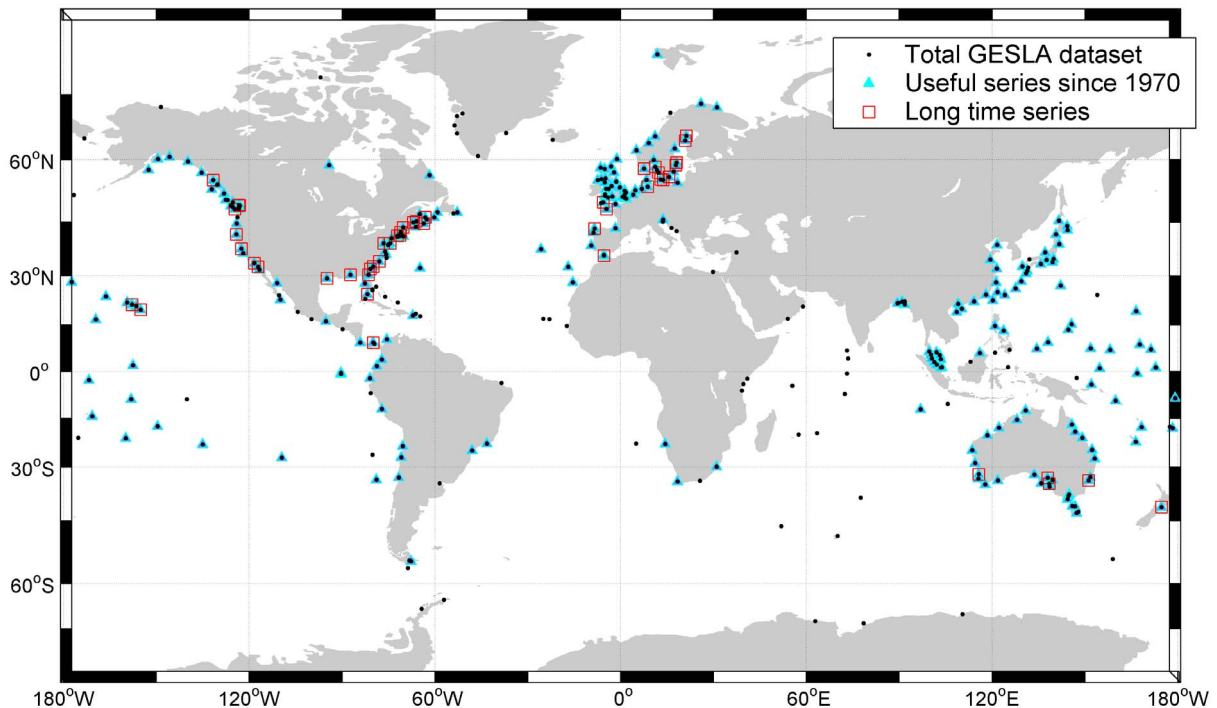 Total GESLA dataset
Useful series since 1970
Long time series
60°N
30°N
0°
30°S
60°S
180°W 120°W 60°W 0° 60°E 120°E 180°W